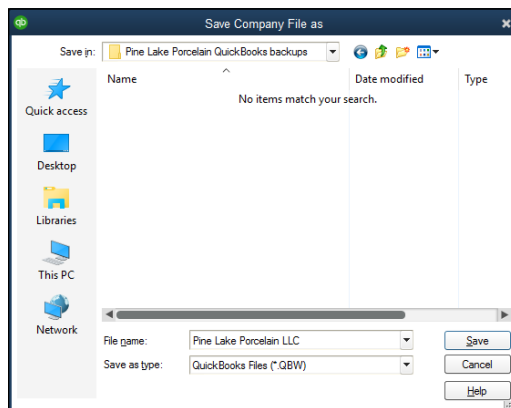 qb Save Company File as
Save in: Pine Lake Porcelain QuickBooks backups
Name Date modified Type
No items match your search.
Quick access
Desktop
Libraries
This PC
Network
File name: Pine Lake Porcelain LLC Save
Save as type: QuickBooks Files (*.QBW) Cancel
Help